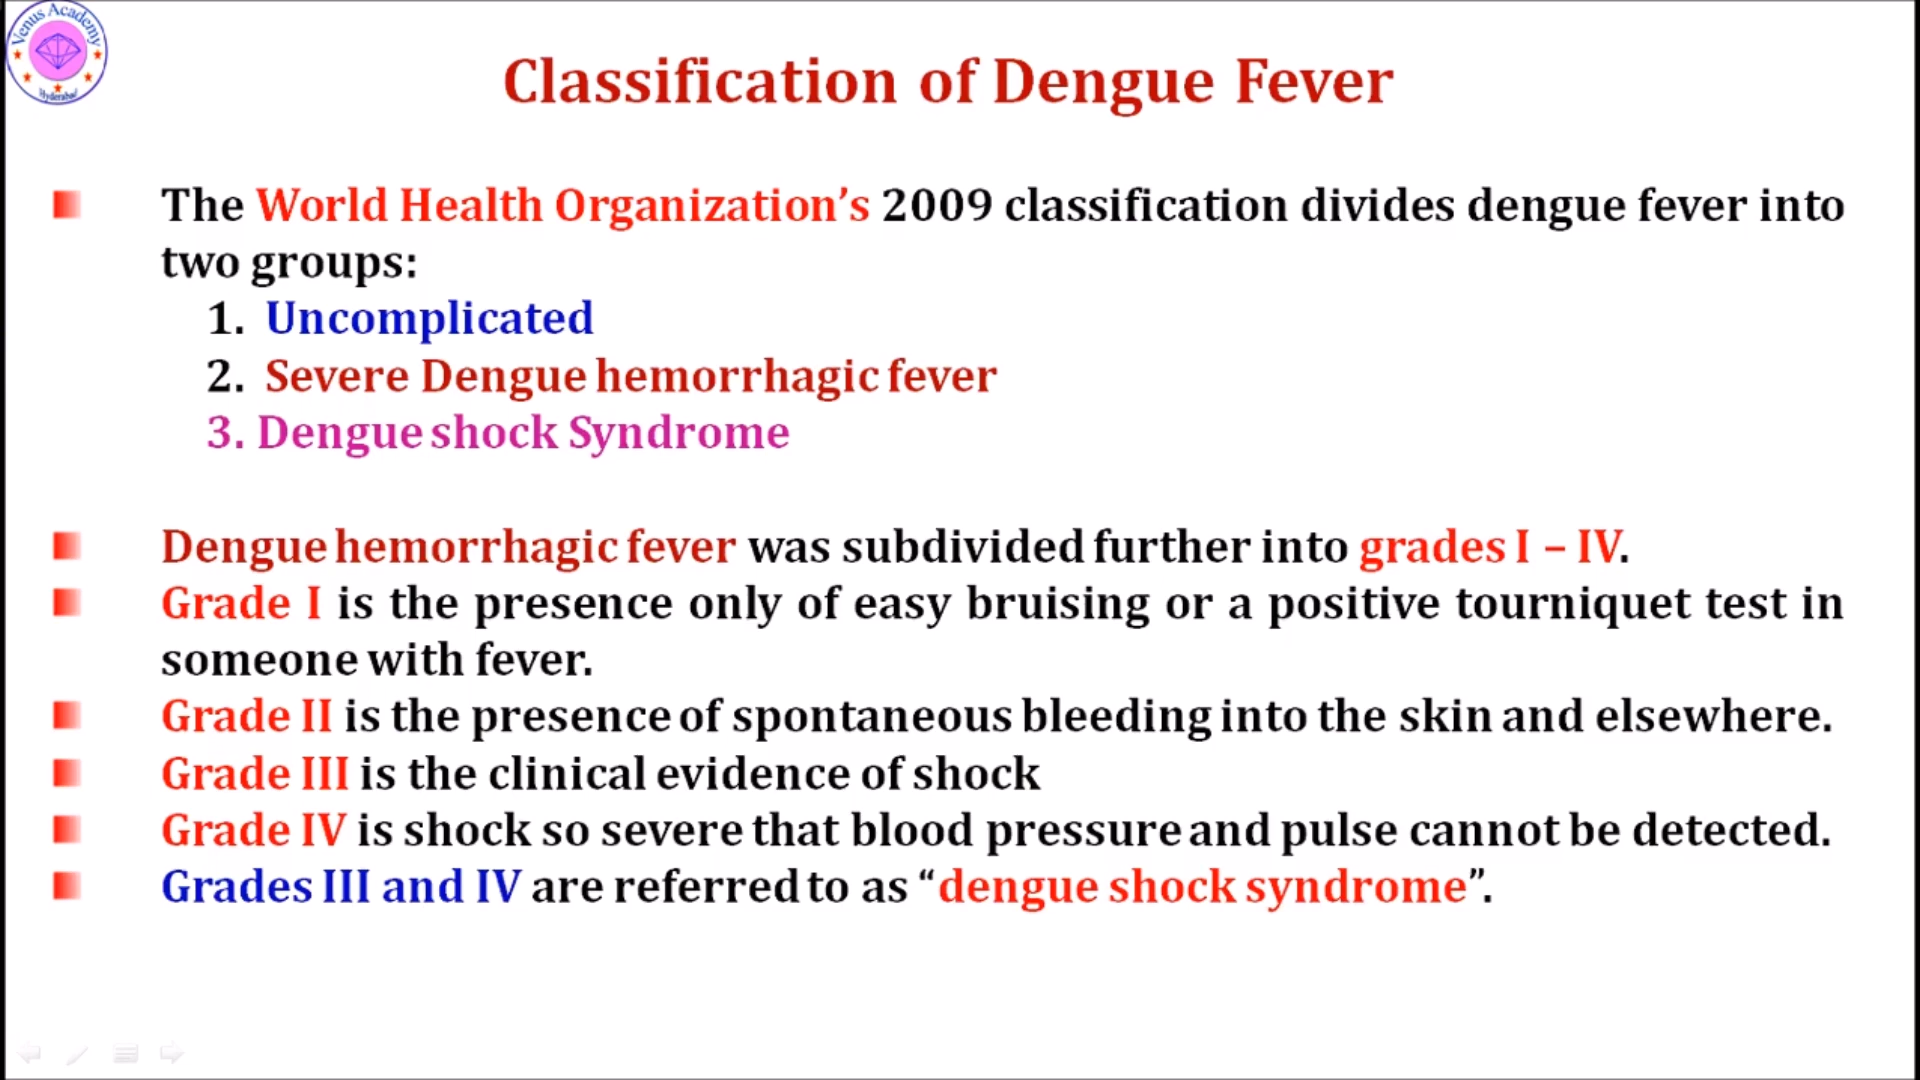 Venus Academy
Hyderabad
Classification of Dengue Fever
The World Health Organization’s 2009 classification divides dengue fever into
two groups:
1. Uncomplicated
2. Severe Dengue hemorrhagic fever
3. Dengue shock Syndrome
Dengue hemorrhagic fever was subdivided further into grades I – IV.
Grade I is the presence only of easy bruising or a positive tourniquet test in
someone with fever.
Grade II is the presence of spontaneous bleeding into the skin and elsewhere.
Grade III is the clinical evidence of shock
Grade IV is shock so severe that blood pressure and pulse cannot be detected.
Grades III and IV are referred to as “dengue shock syndrome”.